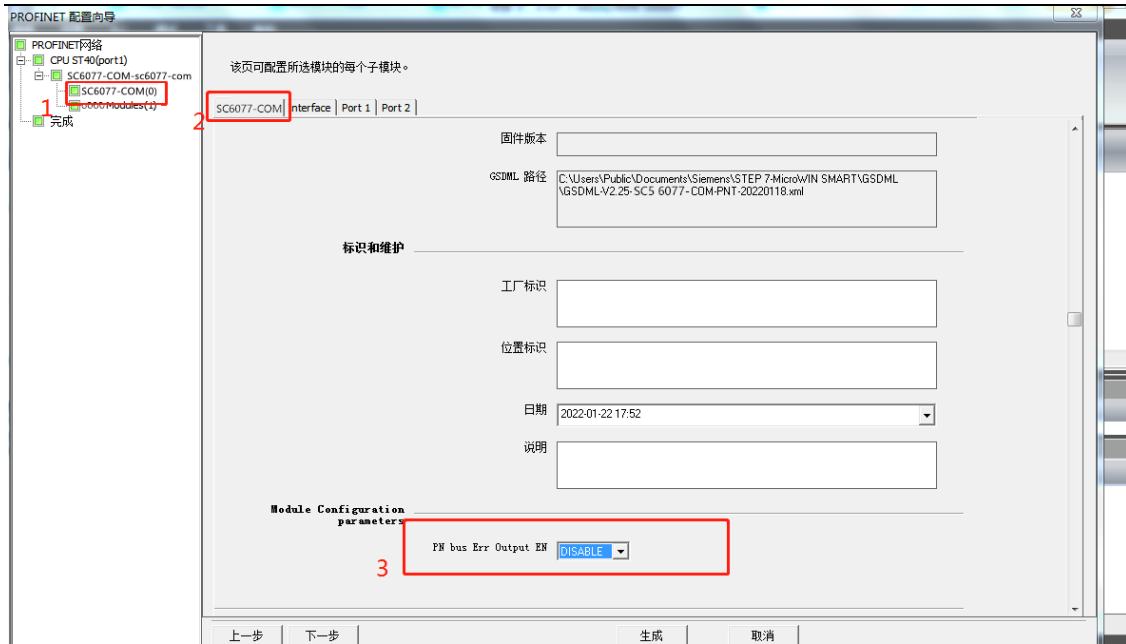 PROFINET 配置向导
PROFINET网络
CPU ST40(port1)
SC6077-COM-sc6077-com
SC6077-COM(0)
Modules(1)
完成
1
该页可配置所选模块的每个子模块。
SC6077-COM
Interface
Port 1
Port 2
2
固件版本
GSDML 路径
C:\Users\Public\Documents\Siemens\STEP 7-MicroWIN SMART\GSDML
\GSDML-V2.25-SC5 6077-COM-PNT-20220118.xml
标识和维护
工厂标识
位置标识
日期
2022-01-22 17:52
说明
Module Configuration
parameters
PN bus Err Output EN
DISABLE
3
上一步
下一步
生成
取消